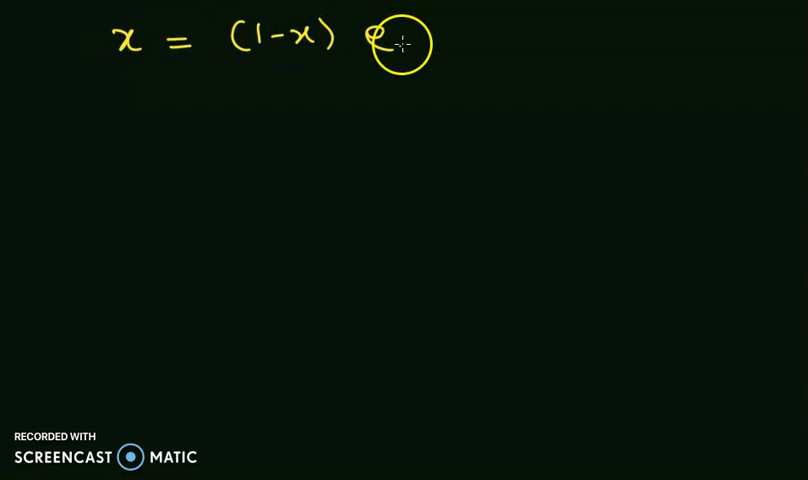 x = (1-x) e
RECORDED WITH
SCREENCAST MATIC